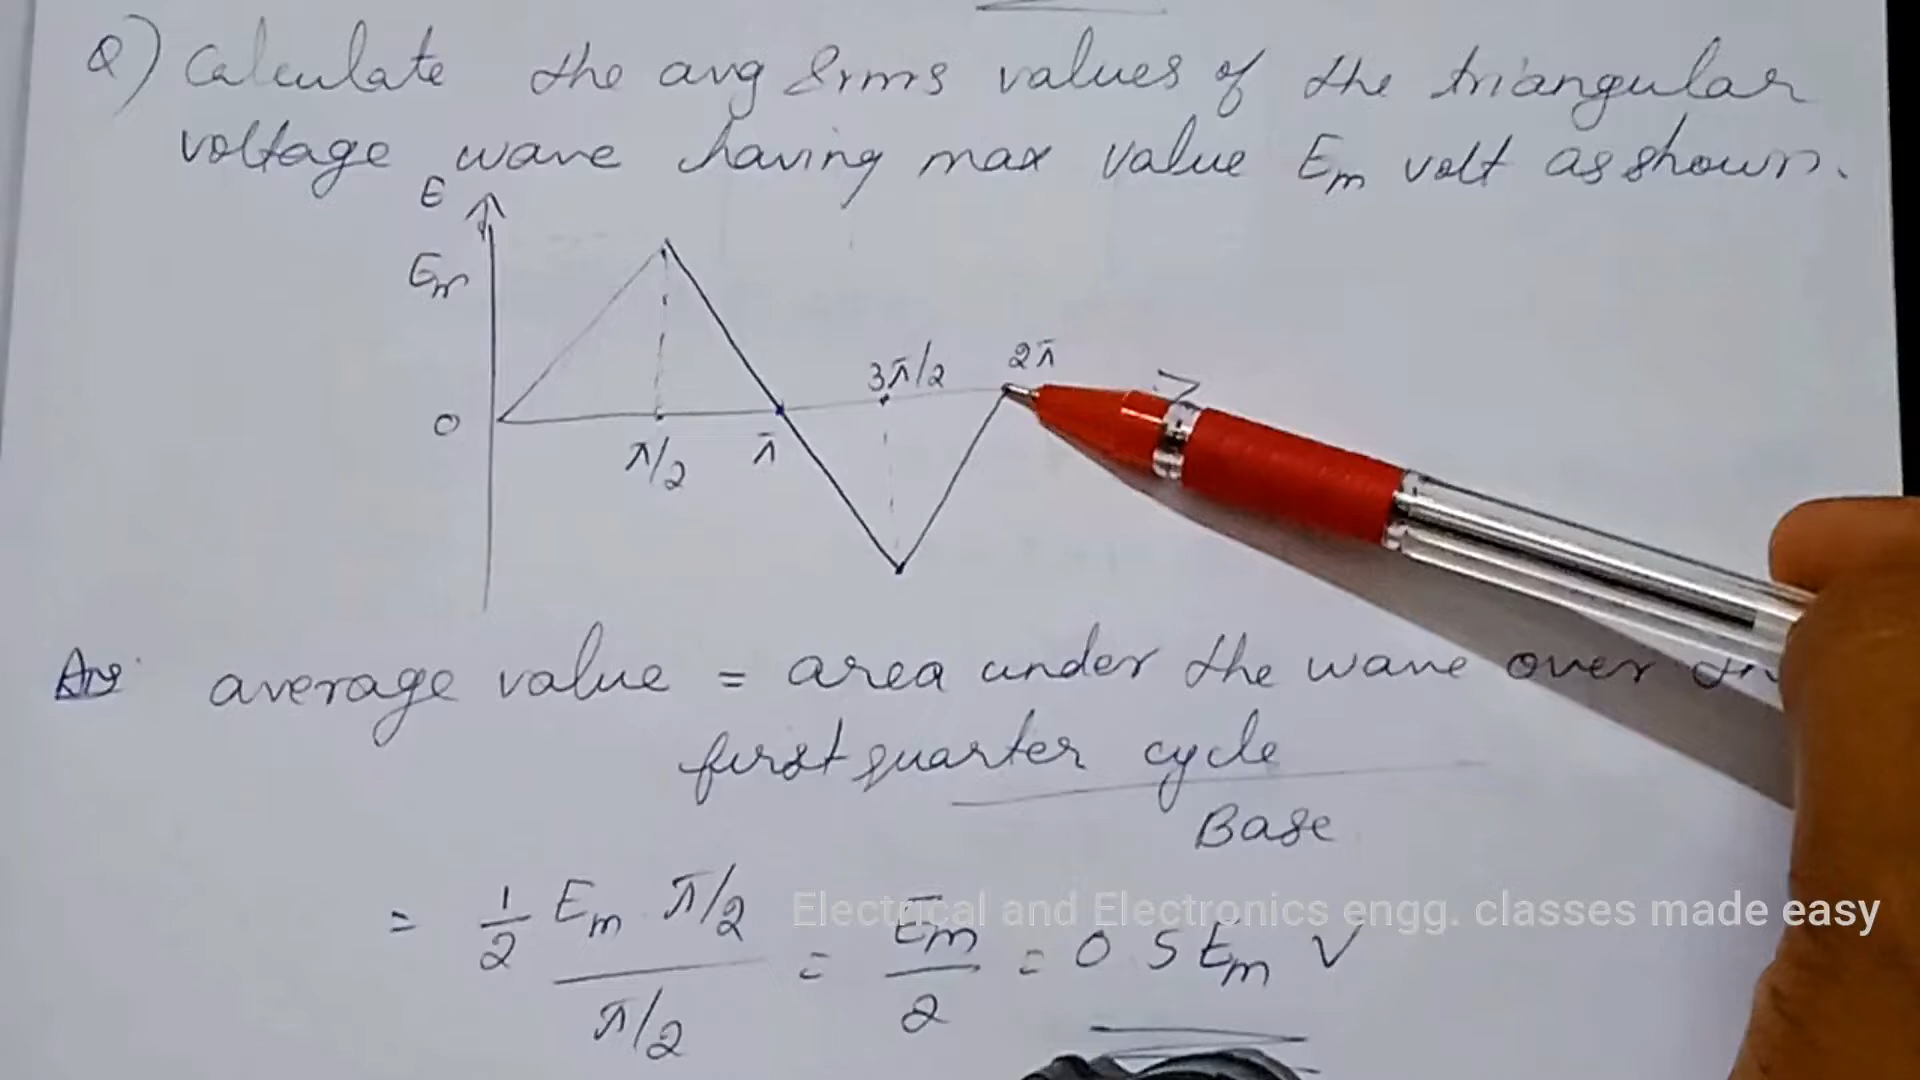 Q) Calculate the avg & rms values of the triangular
voltage wave having max value Em volt as shown.
E
Em
0
π/2
π
3π/2
2π
Ans
average value = area under the wave over
first quarter cycle
Base
= 1/2 Em π/2 / π/2 = Em/2 = 0.5 Em V
Electrical and Electronics engg. classes made easy